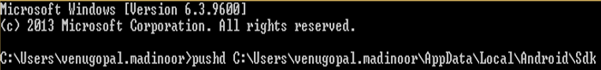 Microsoft Windows [Version 6.3.9600]
(c) 2013 Microsoft Corporation. All rights reserved.
C:\Users\venugopal.madinoor>pushd C:\Users\venugopal.madinoor\AppData\Local\Android\Sdk